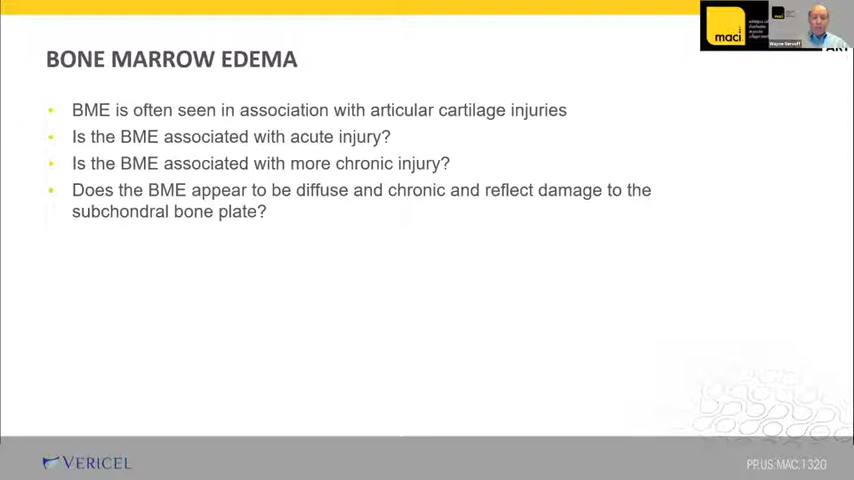 BONE MARROW EDEMA
• BME is often seen in association with articular cartilage injuries
• Is the BME associated with acute injury?
• Is the BME associated with more chronic injury?
• Does the BME appear to be diffuse and chronic and reflect damage to the
subchondral bone plate?
maci
VERICEL
PP.US.MAC.1320